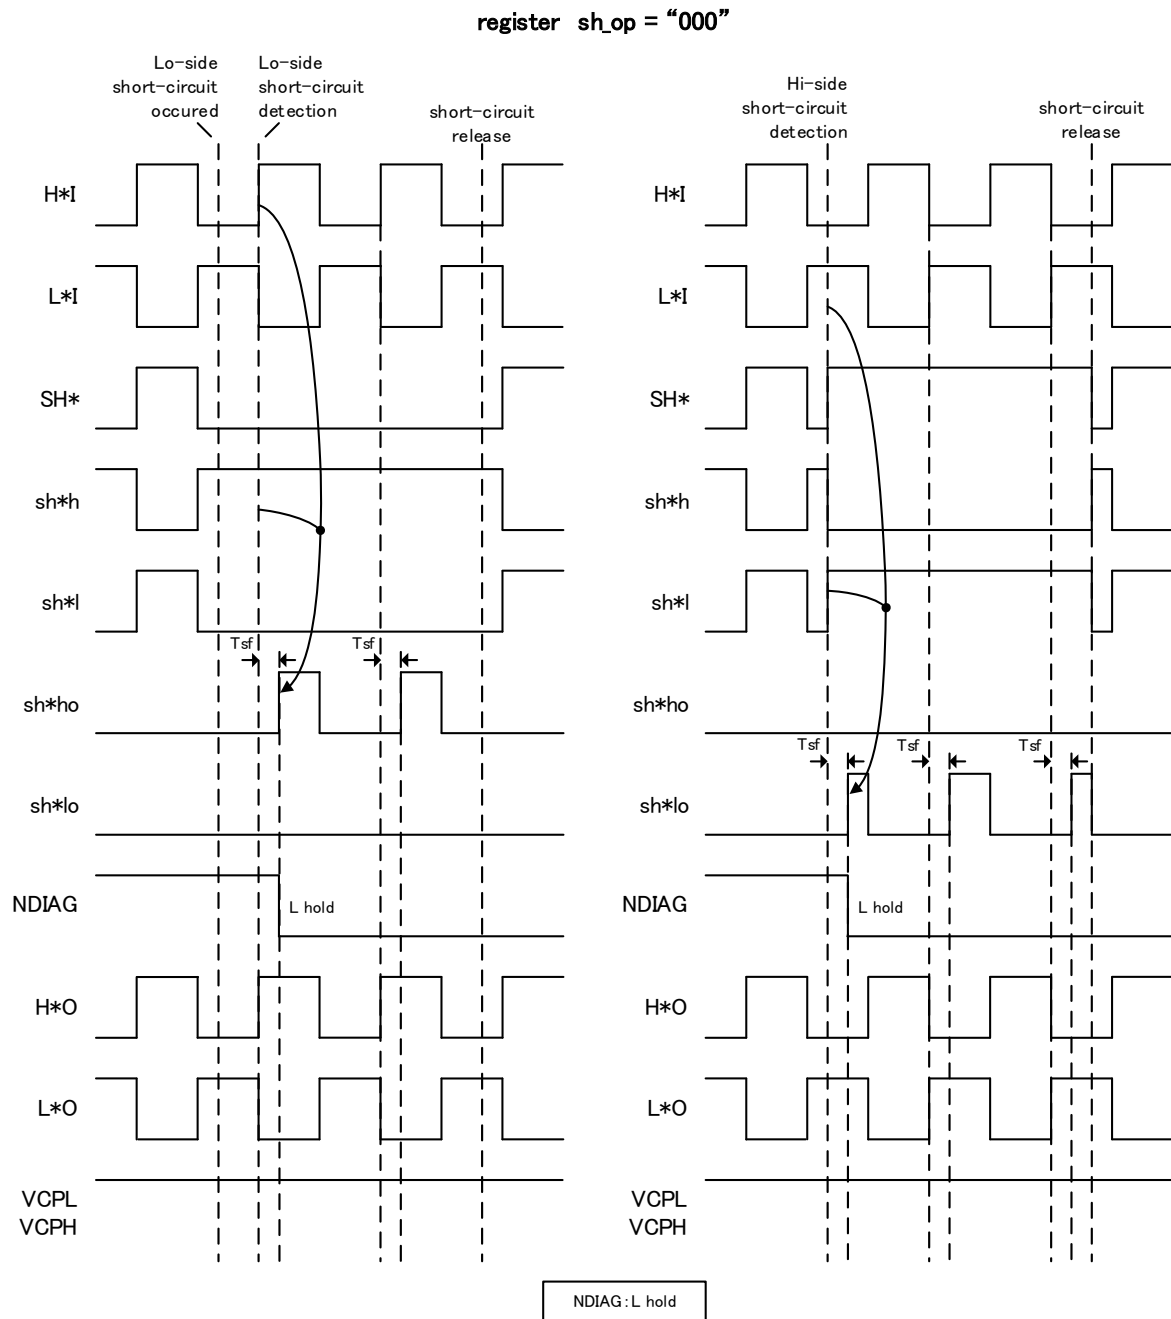 register sh_op = “000”
Lo-side
short-circuit
occured
Lo-side
short-circuit
detection
short-circuit
release
H*I
L*I
SH*
sh*h
sh*l
Tsf
Tsf
sh*ho
sh*lo
NDIAG
L hold
H*O
L*O
VCPL
VCPH
Hi-side
short-circuit
detection
short-circuit
release
H*I
L*I
SH*
sh*h
sh*l
sh*ho
Tsf
Tsf
Tsf
sh*lo
NDIAG
L hold
H*O
L*O
VCPL
VCPH
NDIAG:L hold